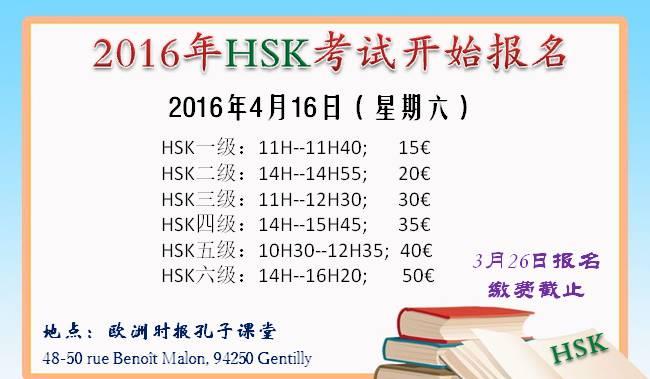 2016年HSK考试开始报名
2016年4月16日（星期六）
HSK一级：11H--11H40; 15€
HSK二级：14H--14H55; 20€
HSK三级：11H--12H30; 30€
HSK四级：14H--15H45; 35€
HSK五级：10H30--12H35; 40€
HSK六级：14H--16H20; 50€
3月26日报名
缴费截止
地点：欧洲时报孔子课堂
48-50 rue Benoît Malon, 94250 Gentilly
HSK